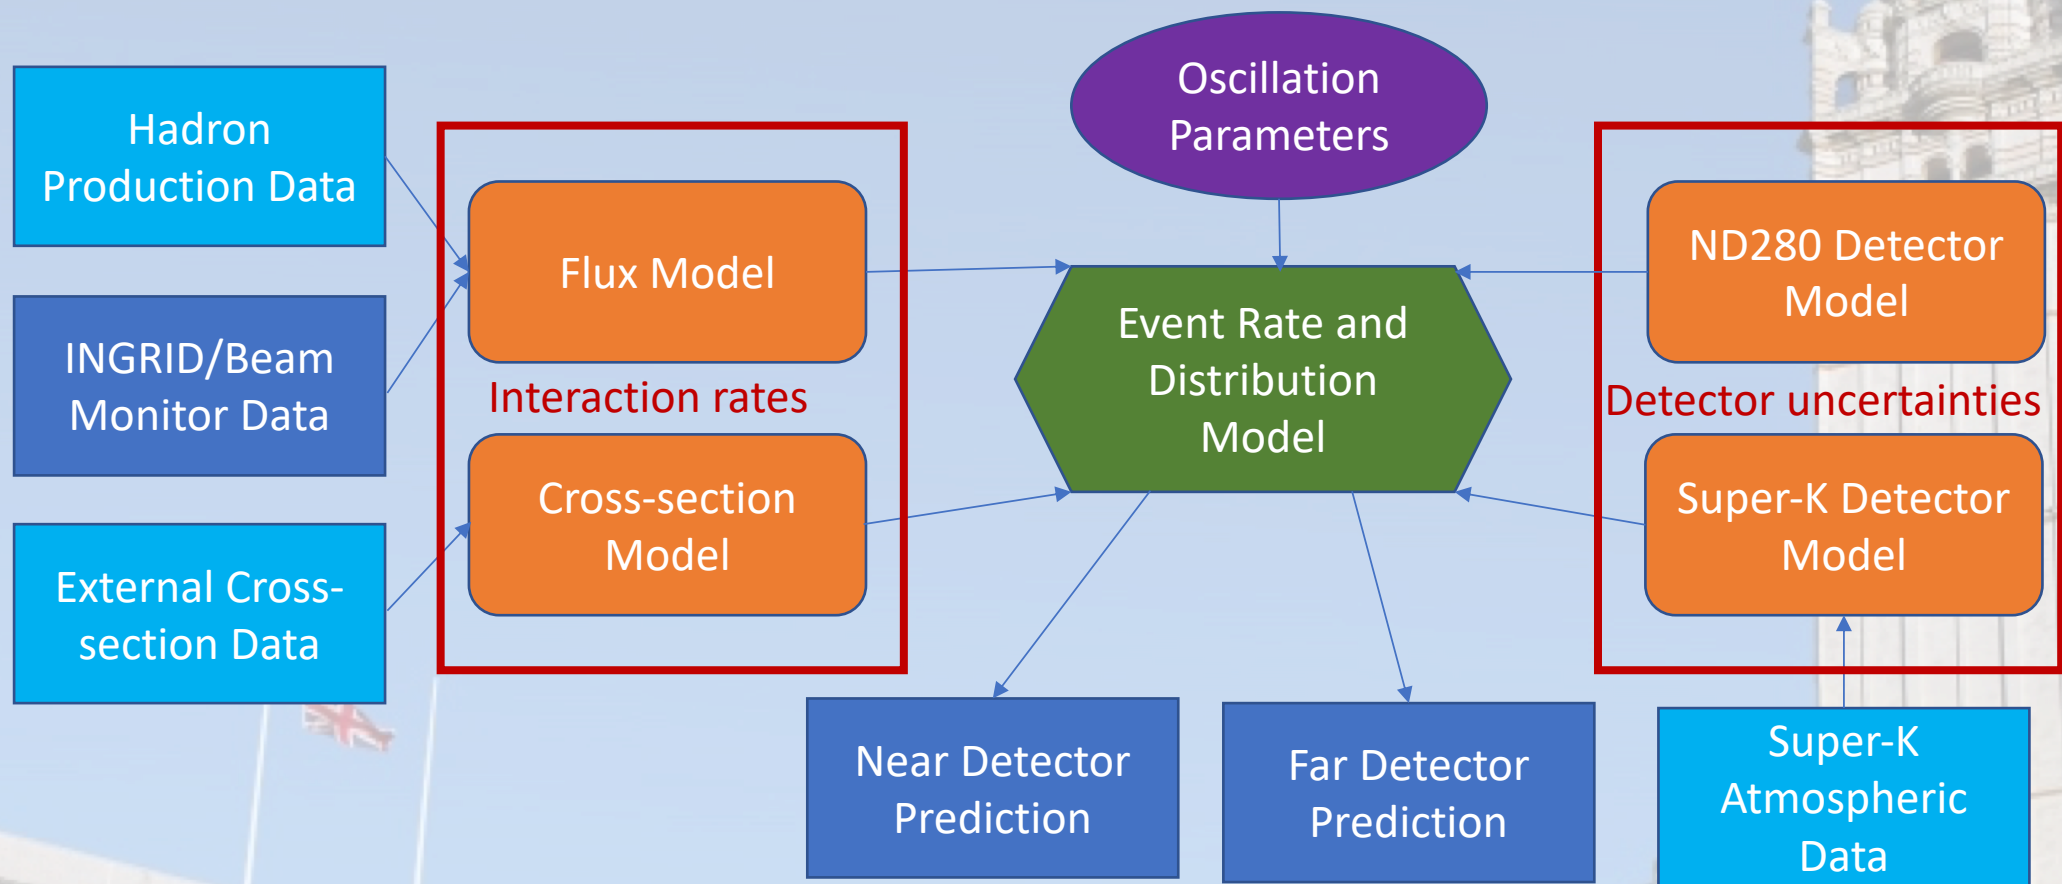 Hadron
Production Data
INGRID/Beam
Monitor Data
External Cross-
section Data
Flux Model
Interaction rates
Cross-section
Model
Oscillation
Parameters
Event Rate and
Distribution
Model
Near Detector
Prediction
Far Detector
Prediction
ND280 Detector
Model
Detector uncertainties
Super-K Detector
Model
Super-K
Atmospheric
Data